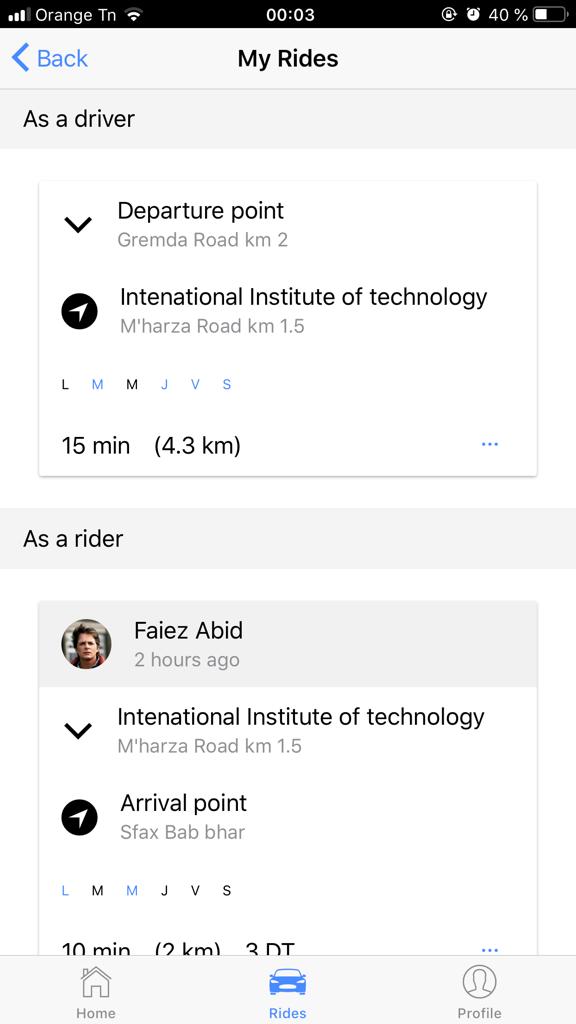 Orange Tn 00:03 40 %
Back My Rides
As a driver
Departure point
Gremda Road km 2
Intenational Institute of technology
M'harza Road km 1.5
L M M J V S
15 min (4.3 km) ...
As a rider
Faiez Abid
2 hours ago
Intenational Institute of technology
M'harza Road km 1.5
Arrival point
Sfax Bab bhar
L M M J V S
10 min (2 km) 3 DT ...
Home Rides Profile